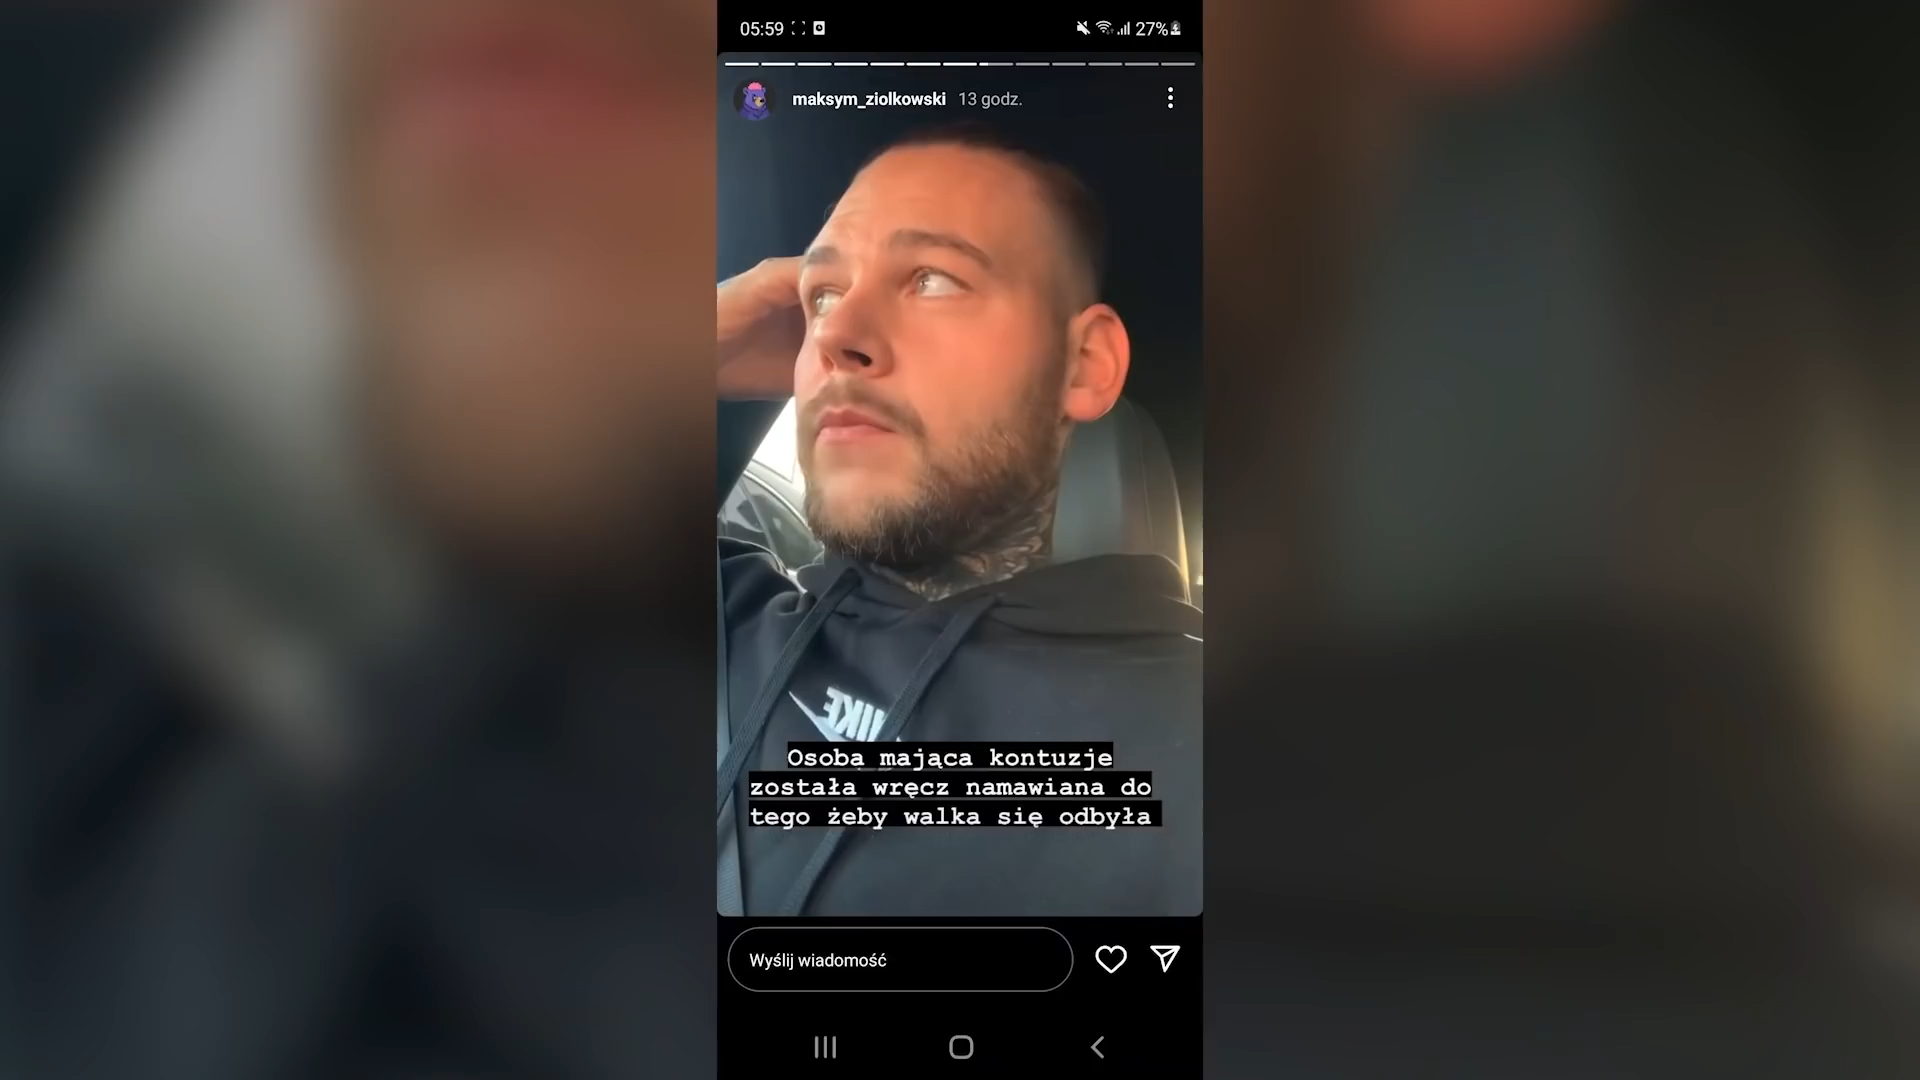 05:59 27%
maksym_ziolkowski 13 godz.
NIKE
Osoba mająca kontuzje
została wręcz namawiana do
tego żeby walka się odbyła
Wyślij wiadomość